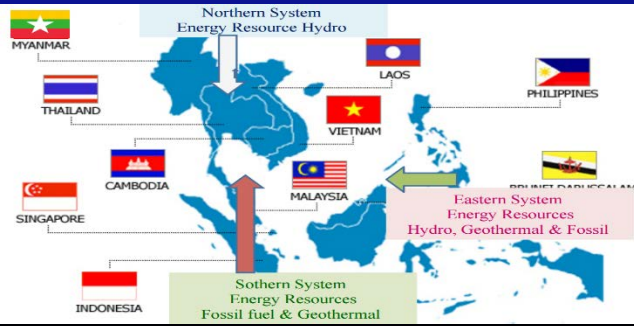 Northern System
Energy Resource Hydro
MYANMAR
LAOS
PHILIPPINES
THAILAND
VIETNAM
CAMBODIA
MALAYSIA
SINGAPORE
Eastern System
Energy Resources
Hydro, Geothermal & Fossil
INDONESIA
Sothern System
Energy Resources
Fossil fuel & Geothermal